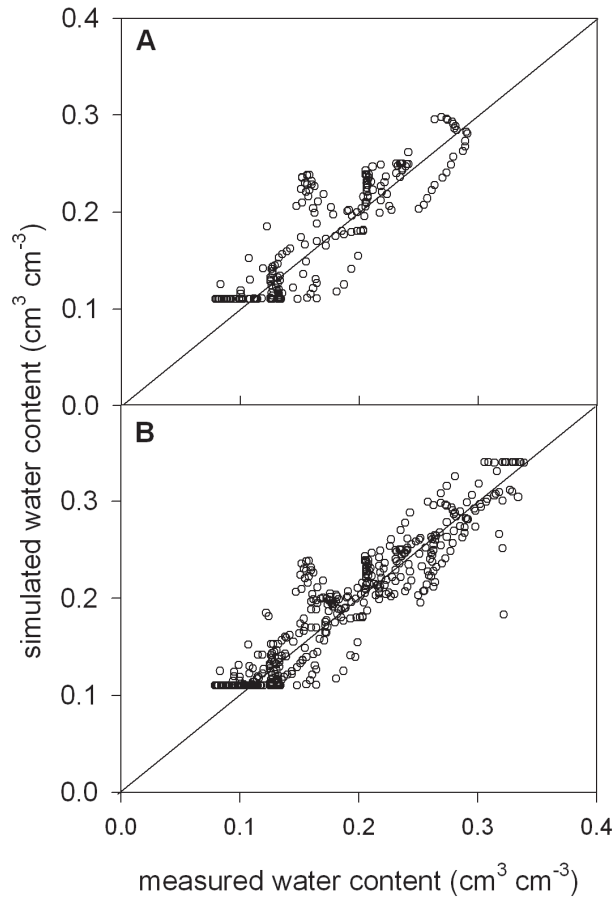 0.4
A
0.3
0.2
0.1
0.0
B
0.3
0.2
0.1
0.0
0.0 0.1 0.2 0.3 0.4
simulated water content (cm³ cm⁻³)
measured water content (cm³ cm⁻³)